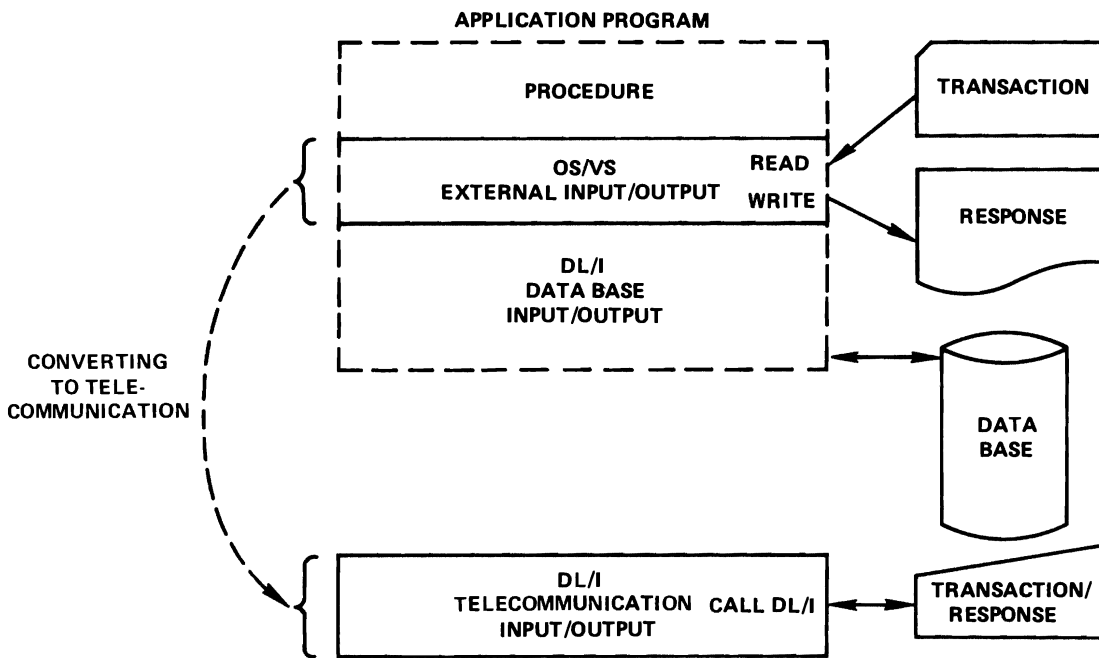 APPLICATION PROGRAM
PROCEDURE
TRANSACTION
OS/VS
EXTERNAL INPUT/OUTPUT
READ
WRITE
RESPONSE
DL/I
DATA BASE
INPUT/OUTPUT
CONVERTING
TO TELE-
COMMUNICATION
DATA
BASE
DL/I
TELECOMMUNICATION
INPUT/OUTPUT
CALL DL/I
TRANSACTION/
RESPONSE